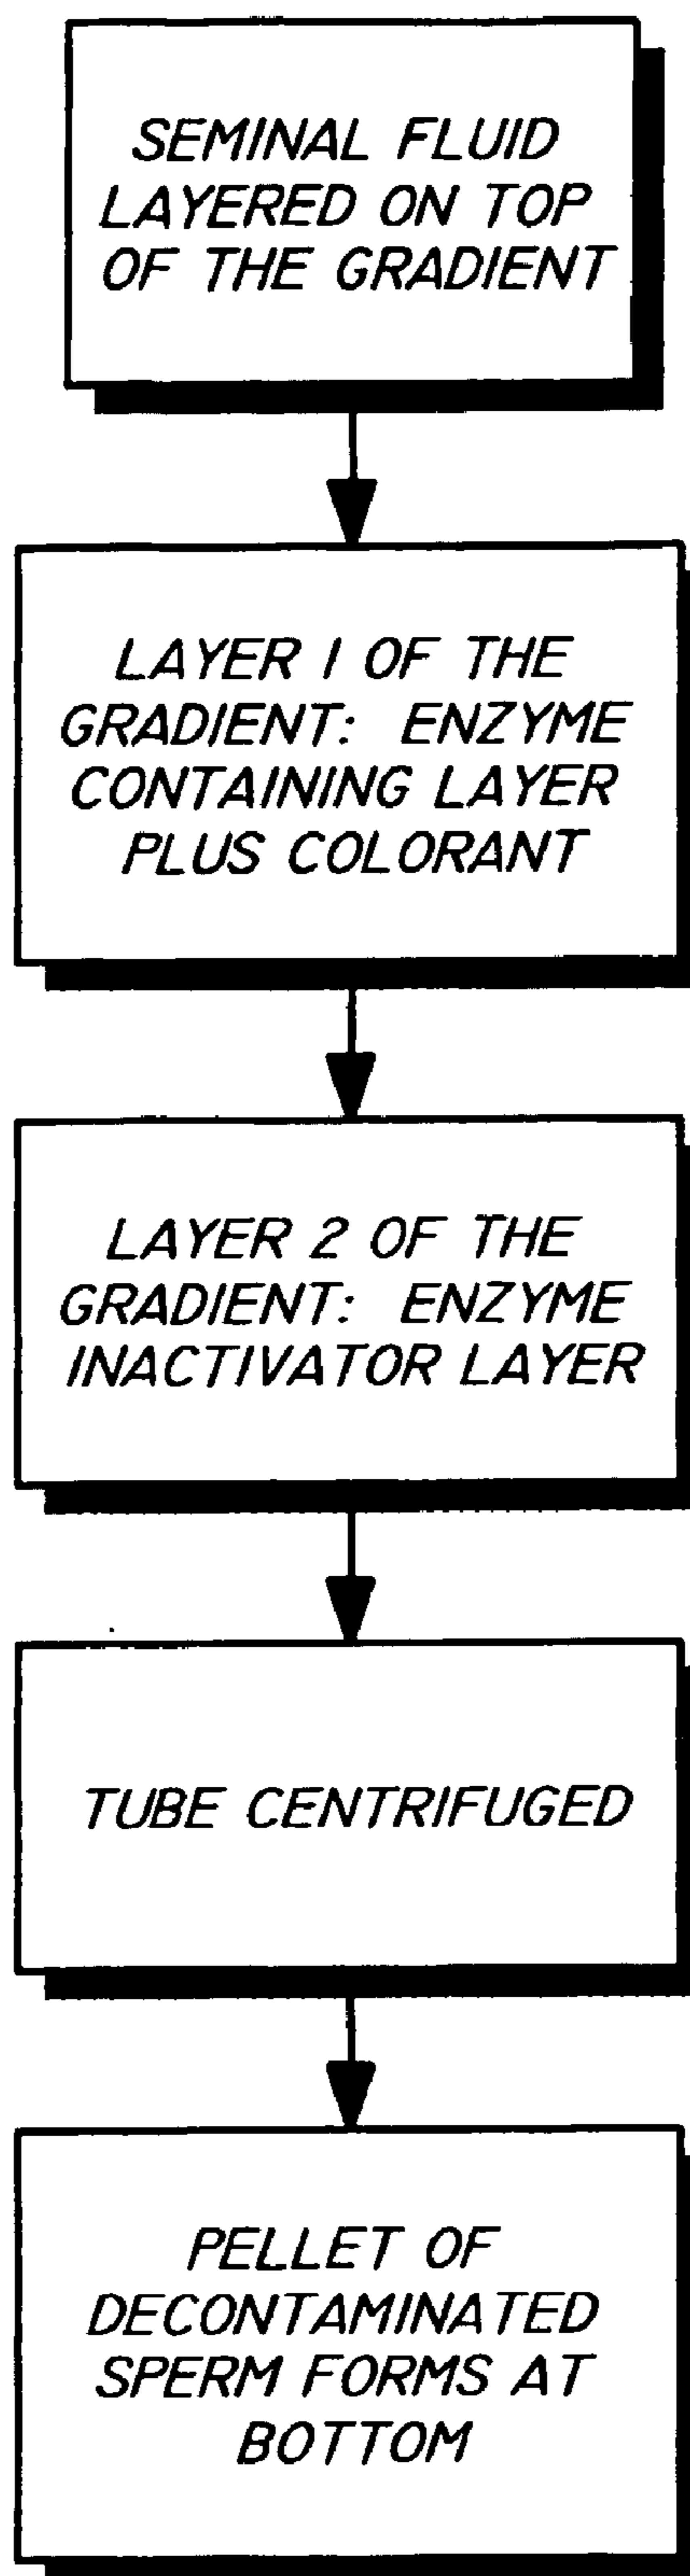 SEMINAL FLUID
LAYERED ON TOP
OF THE GRADIENT
LAYER 1 OF THE
GRADIENT: ENZYME
CONTAINING LAYER
PLUS COLORANT
LAYER 2 OF THE
GRADIENT: ENZYME
INACTIVATOR LAYER
TUBE CENTRIFUGED
PELLET OF
DECONTAMINATED
SPERM FORMS AT
BOTTOM